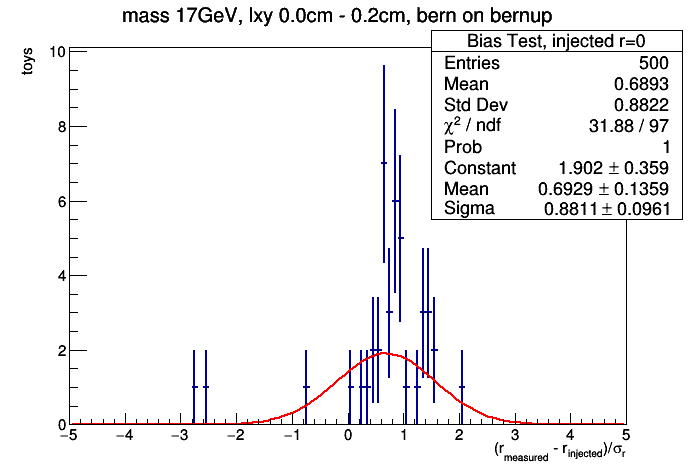 mass 17GeV, lxy 0.0cm - 0.2cm, bern on bernup
Bias Test, injected r=0
Entries 500
Mean 0.6893
Std Dev 0.8822
χ² / ndf 31.88 / 97
Prob 1
Constant 1.902 ± 0.359
Mean 0.6929 ± 0.1359
Sigma 0.8811 ± 0.0961
toys
10
8
6
4
2
0
−5 −4 −3 −2 −1 0 1 2 3 4 5
(r_measured - r_injected)/σ_r